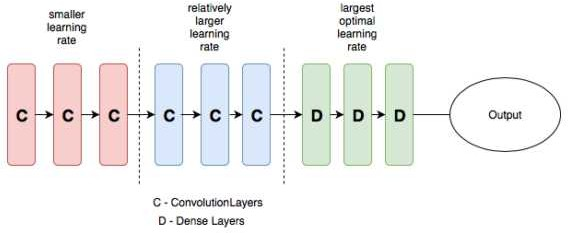 smaller
learning
rate
relatively
larger
learning
rate
largest
optimal
learning
rate
C
C
C
C
C
C
D
D
D
Output
C - ConvolutionLayers
D - Dense Layers